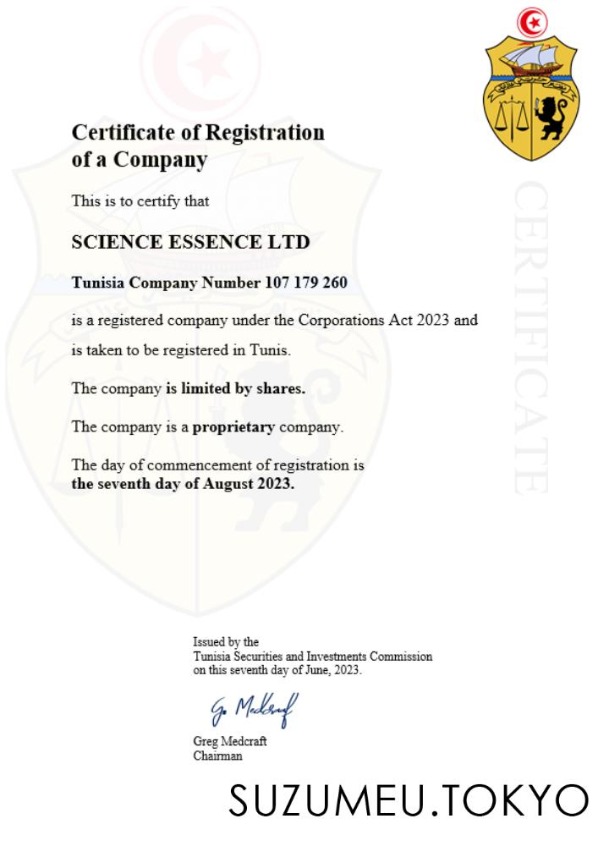 Certificate of Registration
of a Company
This is to certify that
SCIENCE ESSENCE LTD
Tunisia Company Number 107 179 260
is a registered company under the Corporations Act 2023 and
is taken to be registered in Tunis.
The company is limited by shares.
The company is a proprietary company.
The day of commencement of registration is
the seventh day of August 2023.
CERTIFICATE
Issued by the
Tunisia Securities and Investments Commission
on this seventh day of June, 2023.
G. Medcraft
Greg Medcraft
Chairman
SUZUMEU.TOKYO